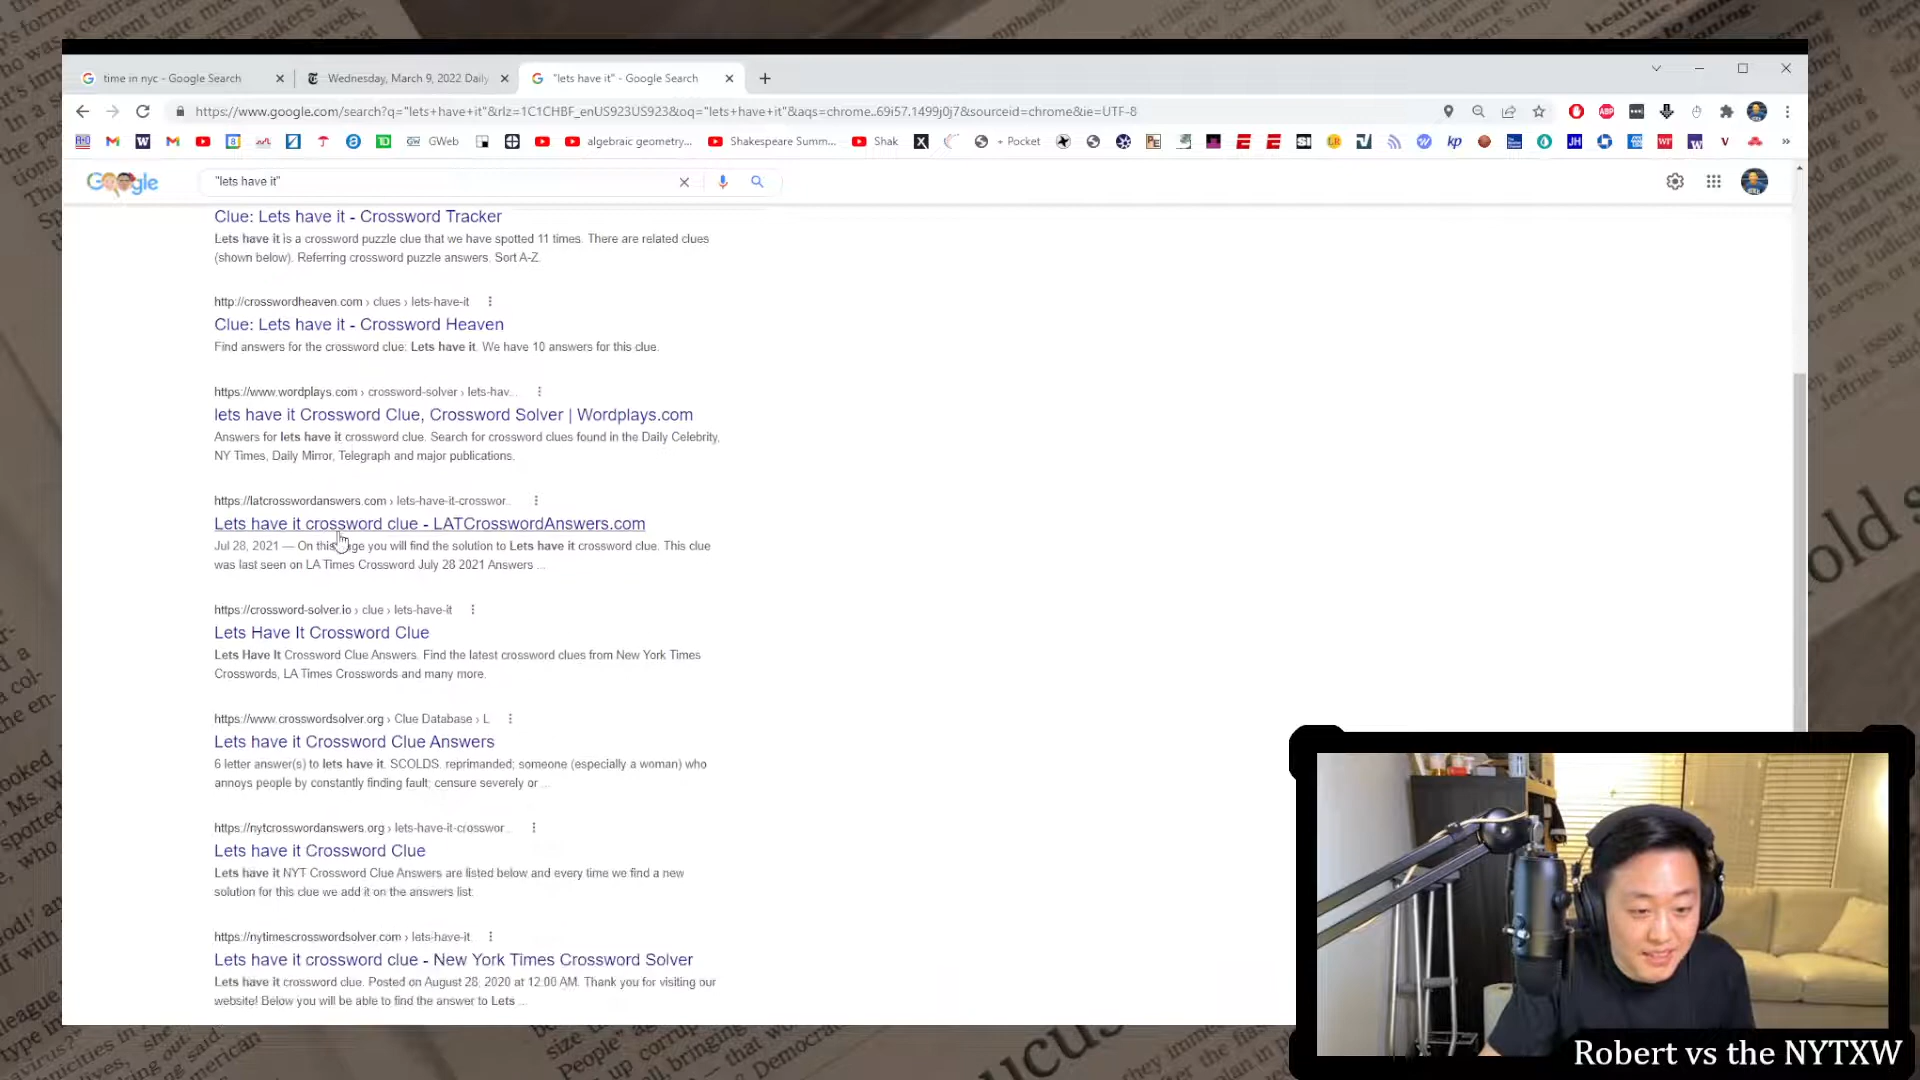 time in nyc - Google Search
Wednesday, March 9, 2022 Daily
"lets have it" - Google Search
https://www.google.com/search?q="lets+have+it"&rlz=1C1CHBF_enUS923US923&oq="lets+have+it"&aqs=chrome..69i57.1499j0j7&sourceid=chrome&ie=UTF-8
GWeb
algebraic geometry...
Shakespeare Summ...
Shak
+ Pocket
"lets have it"
Clue: Lets have it - Crossword Tracker
Lets have it is a crossword puzzle clue that we have spotted 11 times. There are related clues
(shown below). Referring crossword puzzle answers. Sort A-Z.
http://crosswordheaven.com › clues › lets-have-it
Clue: Lets have it - Crossword Heaven
Find answers for the crossword clue: Lets have it. We have 10 answers for this clue.
https://www.wordplays.com › crossword-solver › lets-hav...
lets have it Crossword Clue, Crossword Solver | Wordplays.com
Answers for lets have it crossword clue. Search for crossword clues found in the Daily Celebrity,
NY Times, Daily Mirror, Telegraph and major publications.
https://latcrosswordanswers.com › lets-have-it-crosswor...
Lets have it crossword clue - LATCrosswordAnswers.com
Jul 28, 2021 — On this page you will find the solution to Lets have it crossword clue. This clue
was last seen on LA Times Crossword July 28 2021 Answers ...
https://crossword-solver.io › clue › lets-have-it
Lets Have It Crossword Clue
Lets Have It Crossword Clue Answers. Find the latest crossword clues from New York Times
Crosswords, LA Times Crosswords and many more.
https://www.crosswordsolver.org › Clue Database › L
Lets have it Crossword Clue Answers
6 letter answer(s) to lets have it. SCOLDS. reprimanded; someone (especially a woman) who
annoys people by constantly finding fault; censure severely or ...
https://nytcrosswordanswers.org › lets-have-it-crosswor...
Lets have it Crossword Clue
Lets have it NYT Crossword Clue Answers are listed below and every time we find a new
solution for this clue we add it on the answers list:
https://nytimescrosswordsolver.com › lets-have-it
Lets have it crossword clue - New York Times Crossword Solver
Lets have it crossword clue. Posted on August 28, 2020 at 12:00 AM. Thank you for visiting our
website! Below you will be able to find the answer to Lets ...
Robert vs the NYTXW